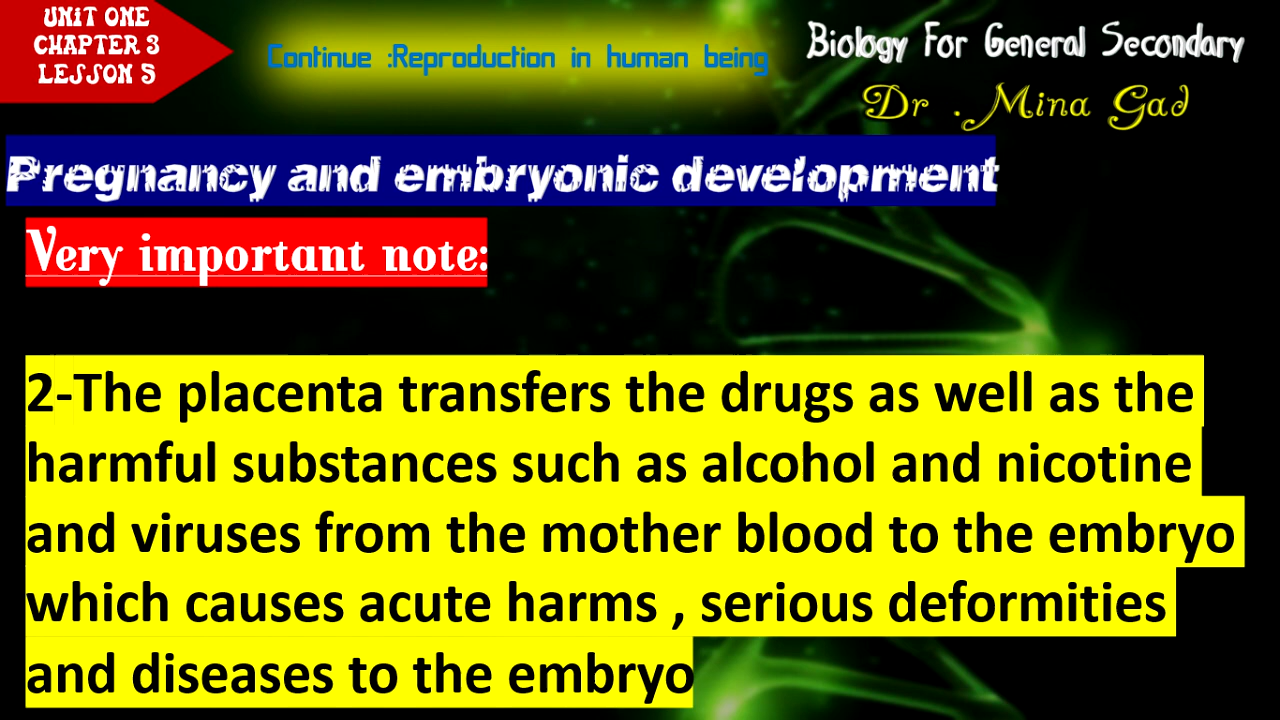 UNIT ONE
CHAPTER 3
LESSON 5
Continue :Reproduction in human being
Biology For General Secondary
Dr .Mina Gad
Pregnancy and embryonic development
Very important note:
2-The placenta transfers the drugs as well as the
harmful substances such as alcohol and nicotine
and viruses from the mother blood to the embryo
which causes acute harms , serious deformities
and diseases to the embryo